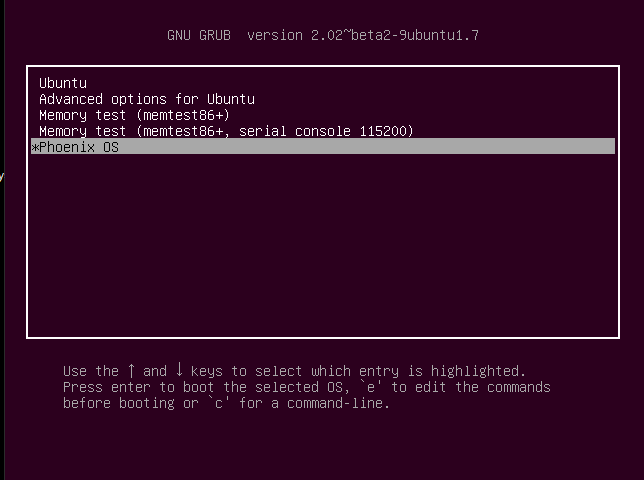 GNU GRUB  version 2.02~beta2-9ubuntu1.7
Ubuntu
Advanced options for Ubuntu
Memory test (memtest86+)
Memory test (memtest86+, serial console 115200)
*Phoenix OS
Use the ↑ and ↓ keys to select which entry is highlighted.
Press enter to boot the selected OS, `e' to edit the commands
before booting or `c' for a command-line.